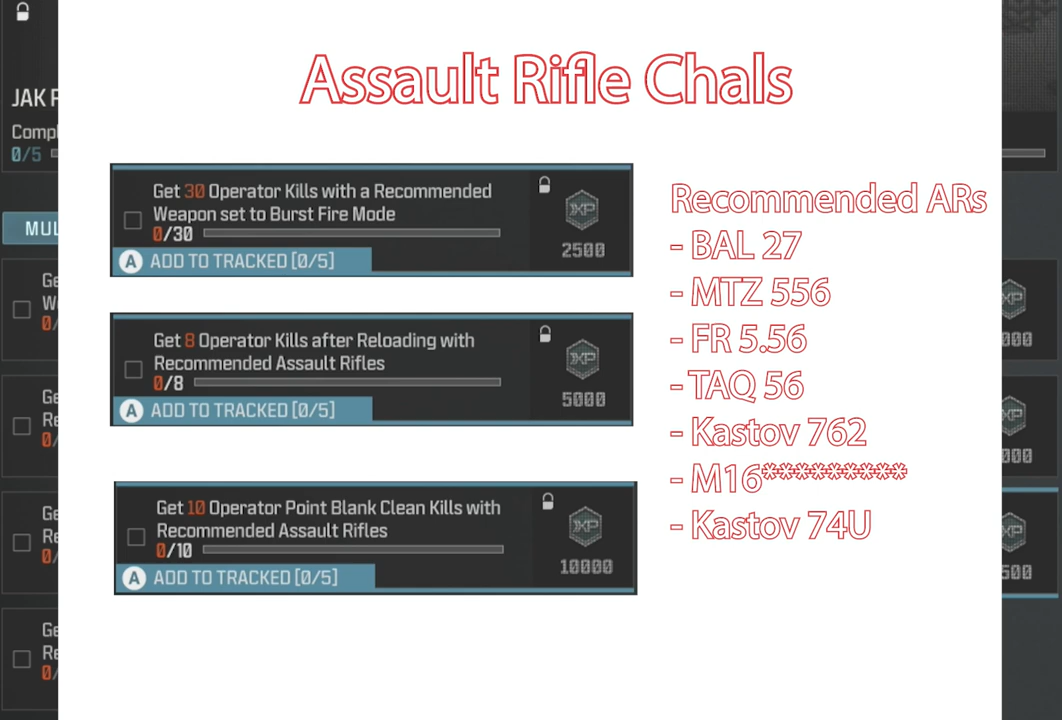 Assault Rifle Chals
JAK
0/5
MUL
Get 30 Operator Kills with a Recommended
Weapon set to Burst Fire Mode
0/30
2500
A ADD TO TRACKED [0/5]
Get 8 Operator Kills after Reloading with
Recommended Assault Rifles
0/8
5000
A ADD TO TRACKED [0/5]
Get 10 Operator Point Blank Clean Kills with
Recommended Assault Rifles
0/10
10000
A ADD TO TRACKED [0/5]
Recommended ARs
- BAL 27
- MTZ 556
- FR 5.56
- TAQ 56
- Kastov 762
- M16*********
- Kastov 74U